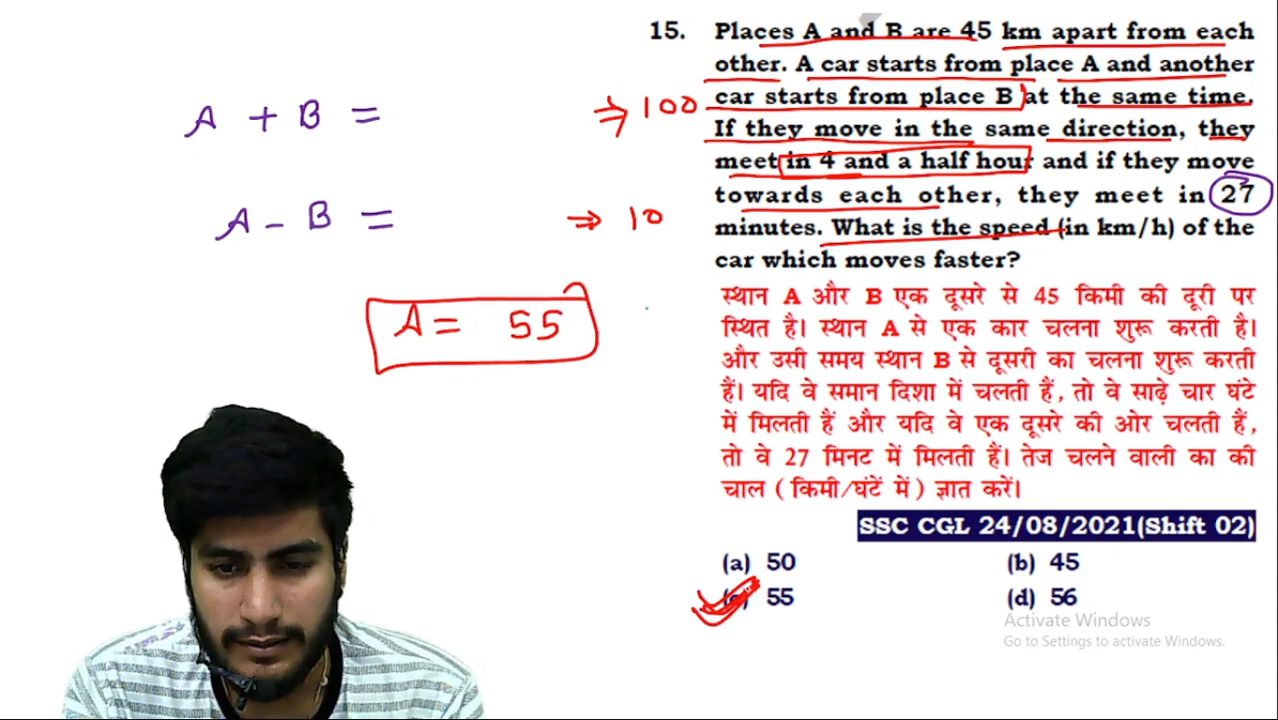 A + B = ⇒ 100
A - B = ⇒ 10
A = 55
15. Places A and B are 45 km apart from each
other. A car starts from place A and another
car starts from place B at the same time.
If they move in the same direction, they
meet in 4 and a half hour and if they move
towards each other, they meet in 27
minutes. What is the speed (in km/h) of the
car which moves faster?
स्थान A और B एक दूसरे से 45 किमी की दूरी पर
स्थित है। स्थान A से एक कार चलना शुरू करती है।
और उसी समय स्थान B से दूसरी का चलना शुरू करती
हैं। यदि वे समान दिशा में चलती हैं, तो वे साढ़े चार घंटे
में मिलती हैं और यदि वे एक दूसरे की ओर चलती हैं,
तो वे 27 मिनट में मिलती हैं। तेज चलने वाली का की
चाल (किमी/घंटें में) ज्ञात करें।
SSC CGL 24/08/2021(Shift 02)
(a) 50 (b) 45
(c) 55 (d) 56
Activate Windows
Go to Settings to activate Windows.